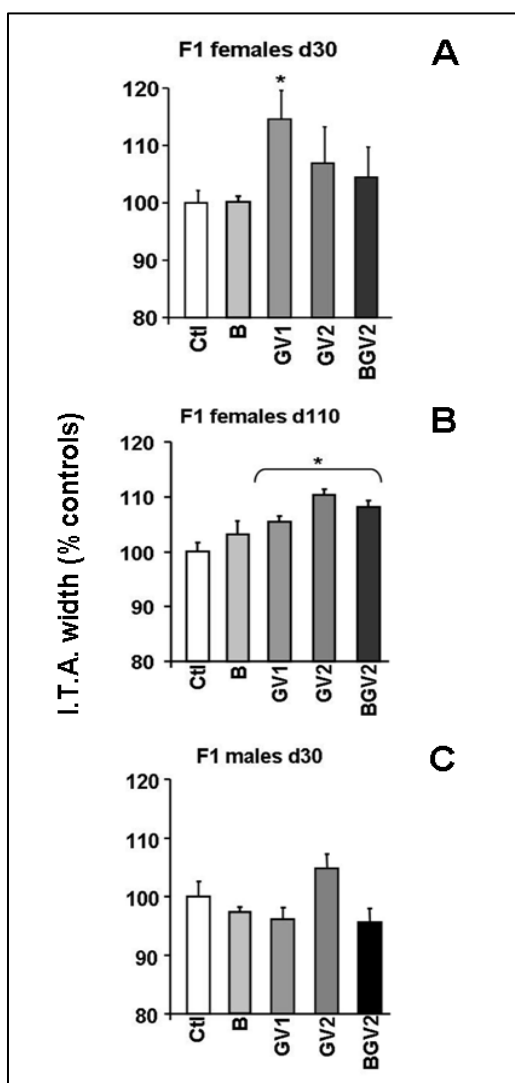 F1 females d30
A
*
120
110
100
90
80
Ctl
B
GV1
GV2
BGV2
F1 females d110
B
*
120
110
100
90
80
Ctl
B
GV1
GV2
BGV2
I.T.A. width (% controls)
F1 males d30
C
120
110
100
90
80
Ctl
B
GV1
GV2
BGV2